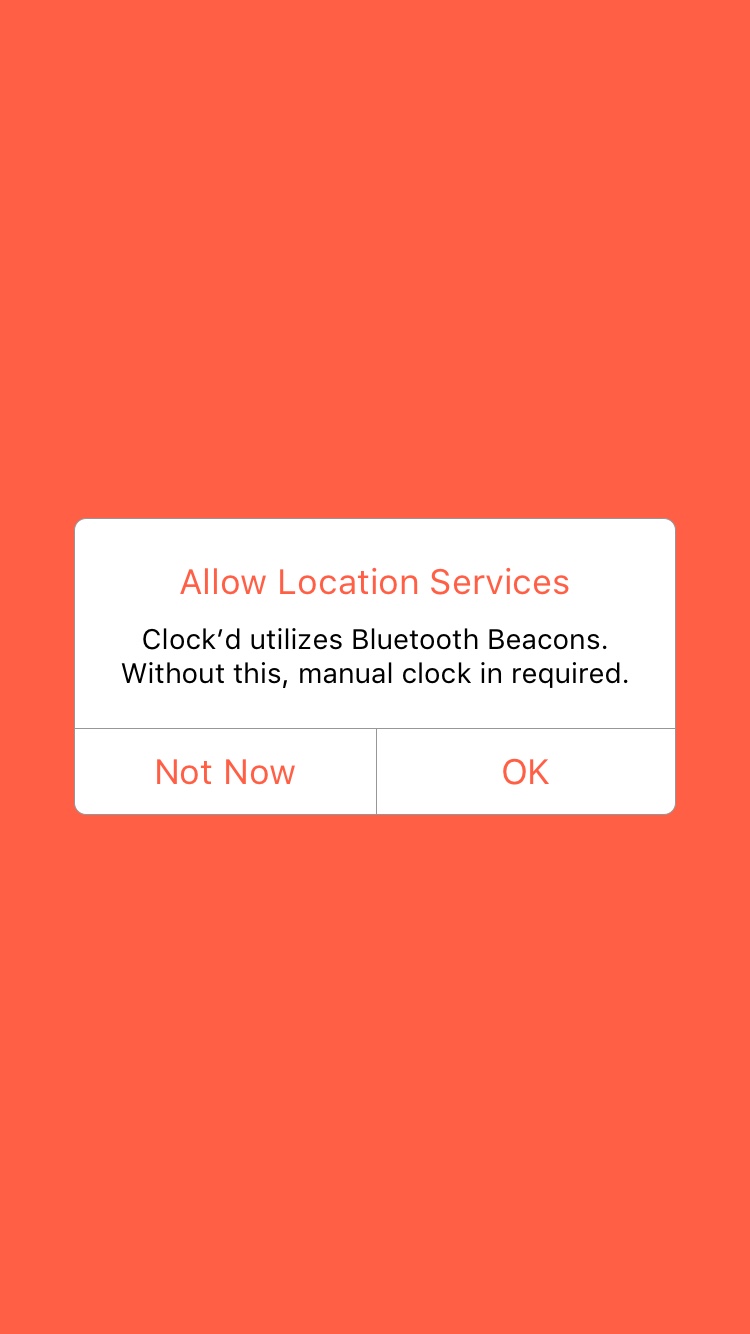 Allow Location Services
Clock’d utilizes Bluetooth Beacons.
Without this, manual clock in required.
Not Now
OK